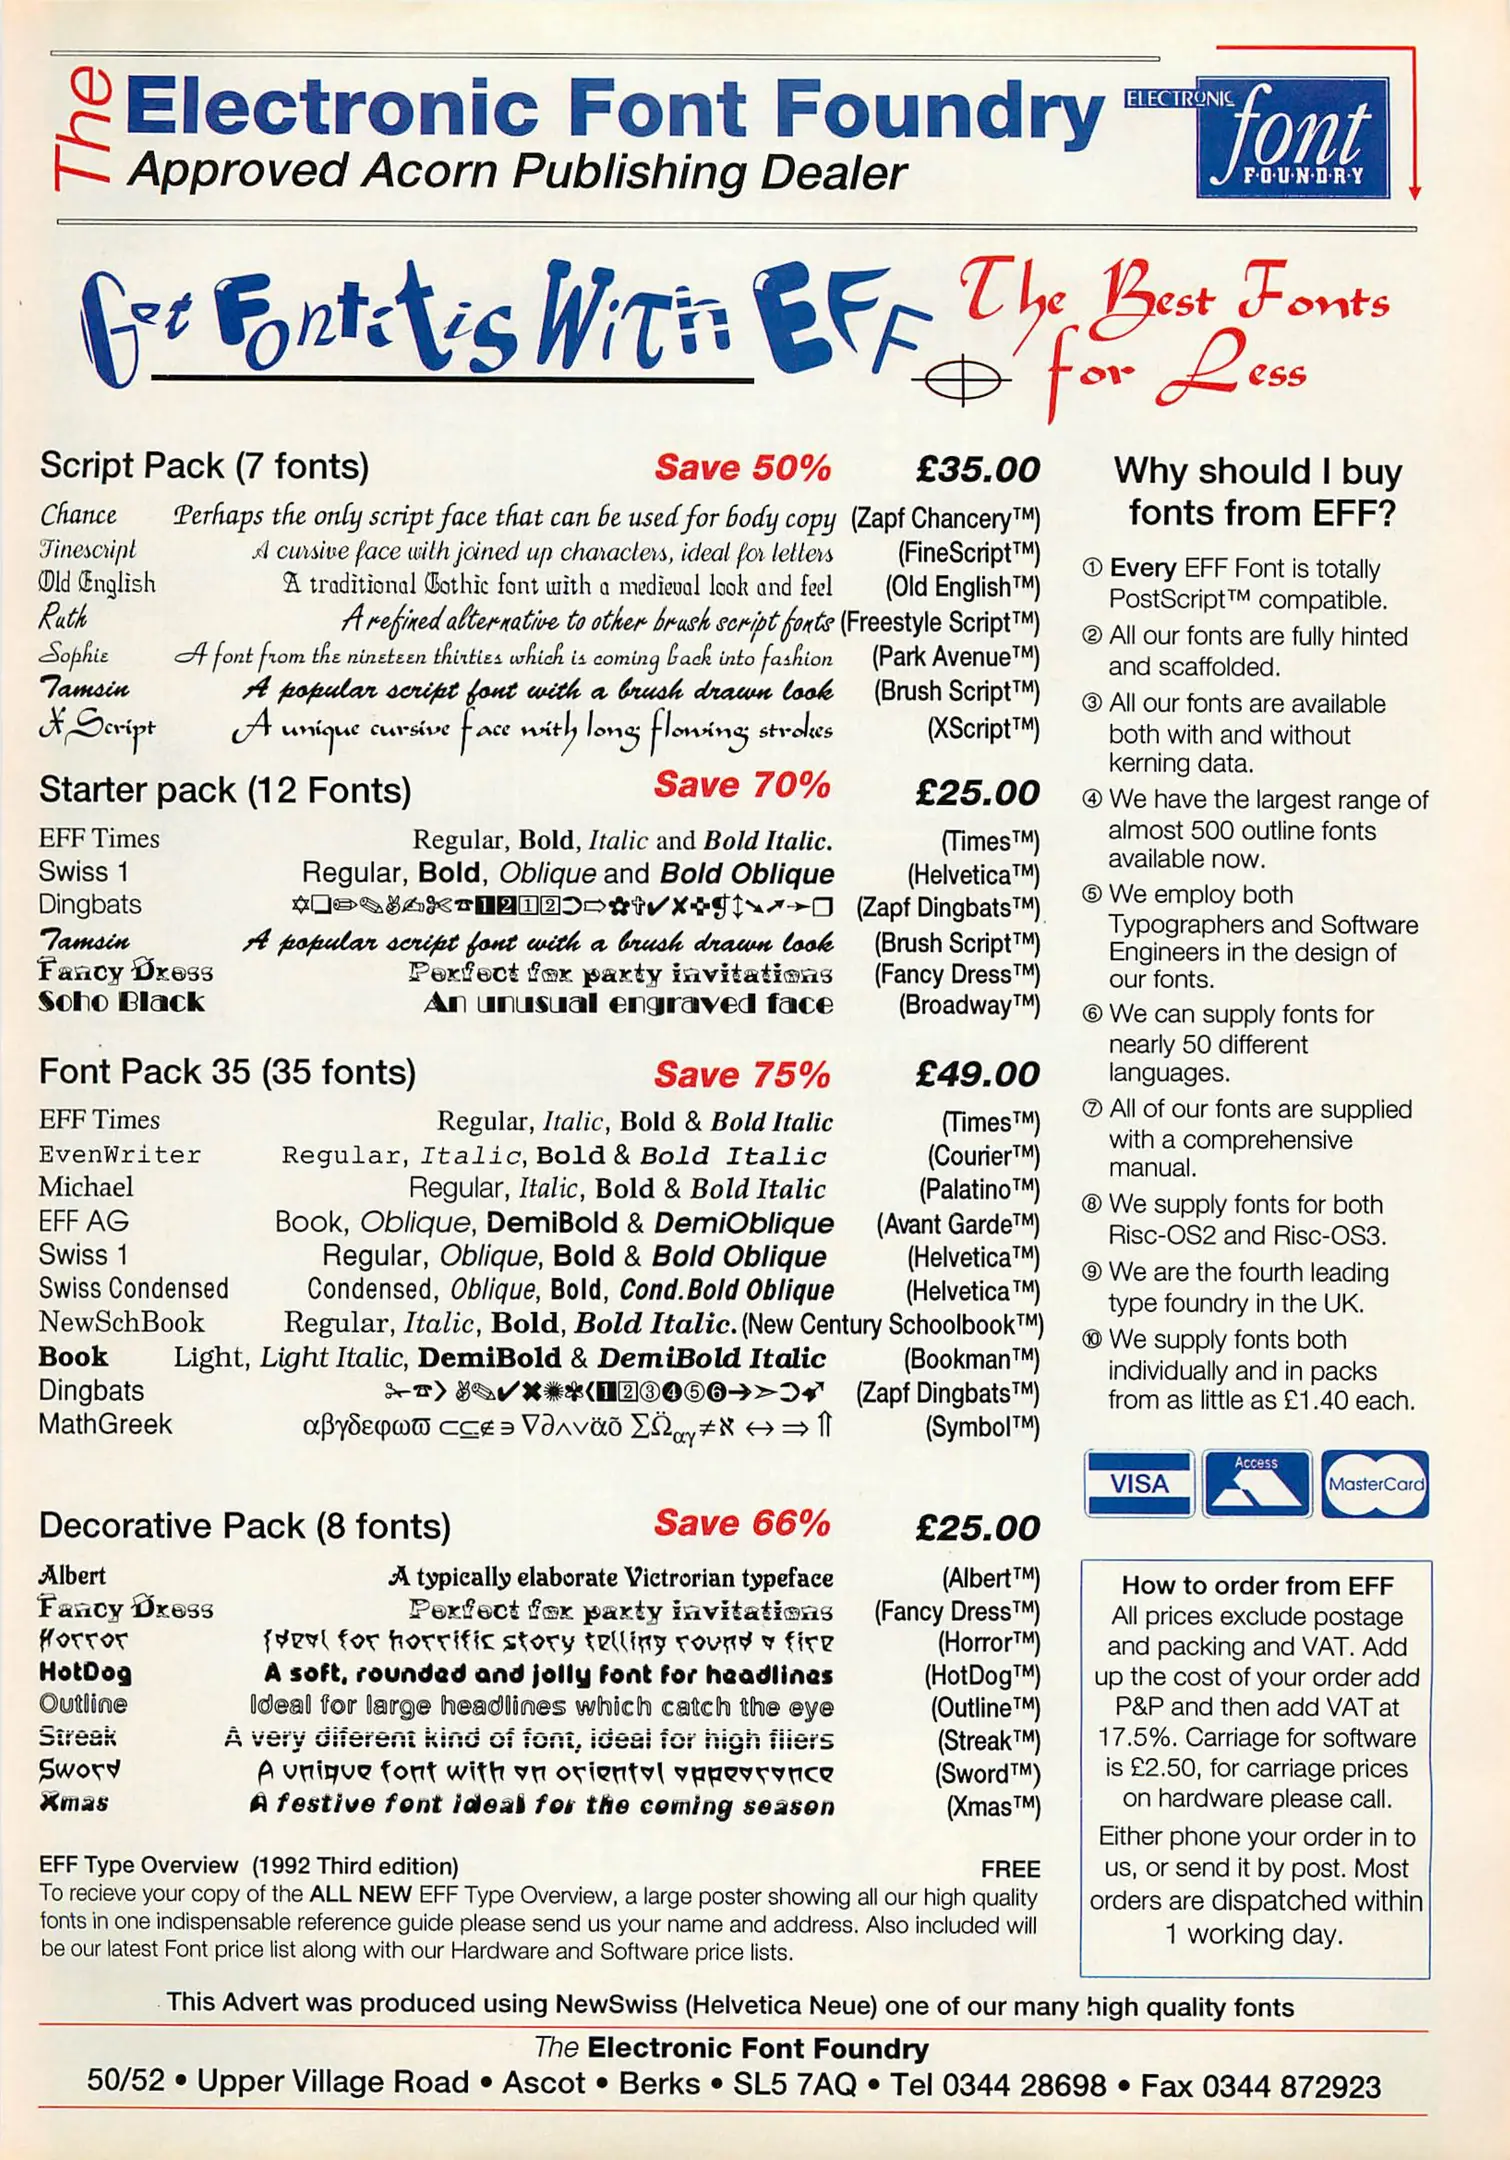 The Electronic Font Foundry
Approved Acorn Publishing Dealer
ELECTRONIC
font
F·O·U·N·D·R·Y
Get Fontitis With EFF
The Best Fonts
for Less
Script Pack (7 fonts) Save 50% £35.00
Chance Perhaps the only script face that can be used for body copy (Zapf Chancery™)
Finescript A cursive face with joined up characters, ideal for letters (FineScript™)
Old English A traditional Gothic font with a medieval look and feel (Old English™)
Ruth A refined alternative to other brush script fonts (Freestyle Script™)
Sophie A font from the nineteen thirties which is coming back into fashion (Park Avenue™)
Tamsin A popular script font with a brush drawn look (Brush Script™)
X Script A unique cursive face with long flowing strokes (XScript™)
Starter pack (12 Fonts) Save 70% £25.00
EFF Times Regular, Bold, Italic and Bold Italic. (Times™)
Swiss 1 Regular, Bold, Oblique and Bold Oblique (Helvetica™)
Dingbats (Zapf Dingbats™)
Tamsin A popular script font with a brush drawn look (Brush Script™)
Fancy Dress Perfect for party invitations (Fancy Dress™)
Soho Black An unusual engraved face (Broadway™)
Font Pack 35 (35 fonts) Save 75% £49.00
EFF Times Regular, Italic, Bold & Bold Italic (Times™)
EvenWriter Regular, Italic, Bold & Bold Italic (Courier™)
Michael Regular, Italic, Bold & Bold Italic (Palatino™)
EFF AG Book, Oblique, DemiBold & DemiOblique (Avant Garde™)
Swiss 1 Regular, Oblique, Bold & Bold Oblique (Helvetica™)
Swiss Condensed Condensed, Oblique, Bold, Cond.Bold Oblique (Helvetica™)
NewSchBook Regular, Italic, Bold, Bold Italic. (New Century Schoolbook™)
Book Light, Light Italic, DemiBold & DemiBold Italic (Bookman™)
Dingbats (Zapf Dingbats™)
MathGreek αβγδεφωϖ ⊂⊆∉∋ ∇∂∧∨äõ ΣΩ̈αγ≠ℵ ↔ ⇒ ⇑ (Symbol™)
Decorative Pack (8 fonts) Save 66% £25.00
Albert A typically elaborate Victrorian typeface (Albert™)
Fancy Dress Perfect for party invitations (Fancy Dress™)
Horror Ideal for horrific story telling round a fire (Horror™)
HotDog A soft, rounded and jolly font for headlines (HotDog™)
Outline Ideal for large headlines which catch the eye (Outline™)
Streak A very diferent kind of font, ideal for high fliers (Streak™)
Sword A unique font with an oriental appearance (Sword™)
Xmas A festive font ideal for the coming season (Xmas™)
EFF Type Overview (1992 Third edition) FREE
To recieve your copy of the ALL NEW EFF Type Overview, a large poster showing all our high quality
fonts in one indispensable reference guide please send us your name and address. Also included will
be our latest Font price list along with our Hardware and Software price lists.
Why should I buy
fonts from EFF?
① Every EFF Font is totally
PostScript™ compatible.
② All our fonts are fully hinted
and scaffolded.
③ All our fonts are available
both with and without
kerning data.
④ We have the largest range of
almost 500 outline fonts
available now.
⑤ We employ both
Typographers and Software
Engineers in the design of
our fonts.
⑥ We can supply fonts for
nearly 50 different
languages.
⑦ All of our fonts are supplied
with a comprehensive
manual.
⑧ We supply fonts for both
Risc-OS2 and Risc-OS3.
⑨ We are the fourth leading
type foundry in the UK.
⑩ We supply fonts both
individually and in packs
from as little as £1.40 each.
VISA Access MasterCard
How to order from EFF
All prices exclude postage
and packing and VAT. Add
up the cost of your order add
P&P and then add VAT at
17.5%. Carriage for software
is £2.50, for carriage prices
on hardware please call.
Either phone your order in to
us, or send it by post. Most
orders are dispatched within
1 working day.
This Advert was produced using NewSwiss (Helvetica Neue) one of our many high quality fonts
The Electronic Font Foundry
50/52 • Upper Village Road • Ascot • Berks • SL5 7AQ • Tel 0344 28698 • Fax 0344 872923